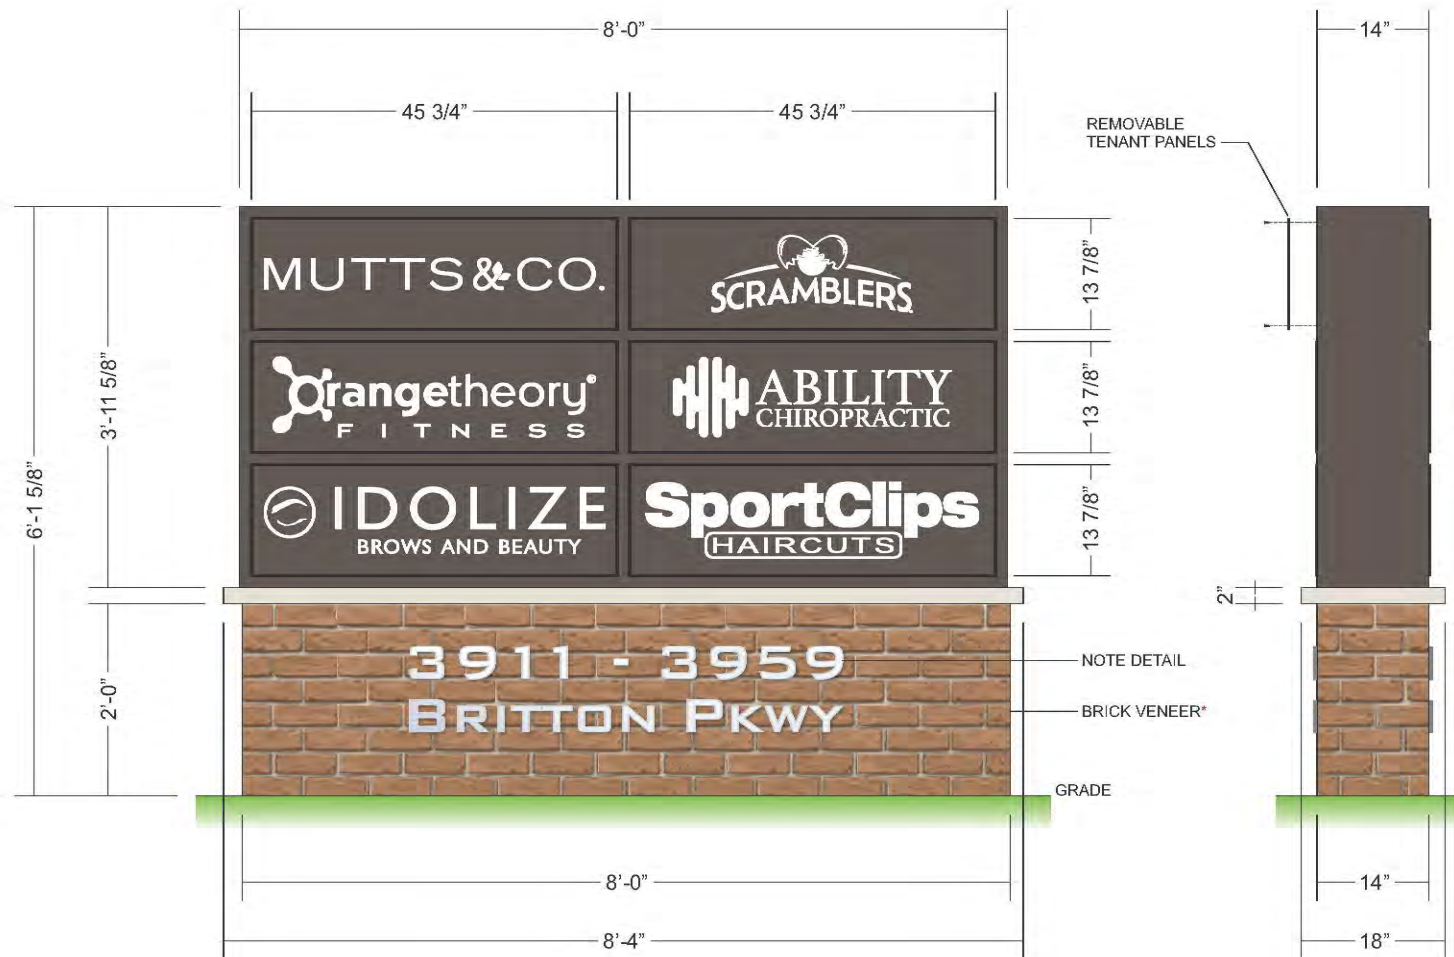 8'-0"
14"
45 3/4"
45 3/4"
REMOVABLE
TENANT PANELS
MUTTS & CO.
SCRAMBLERS
13 7/8"
3'-11 5/8"
6'-1 5/8"
Orangetheory®
FITNESS
ABILITY
CHIROPRACTIC
13 7/8"
IDOLIZE
BROWS AND BEAUTY
SportClips
HAIRCUTS
13 7/8"
2"
2'-0"
3911 - 3959
BRITTON PKWY
NOTE DETAIL
BRICK VENEER*
GRADE
8'-0"
14"
8'-4"
18"